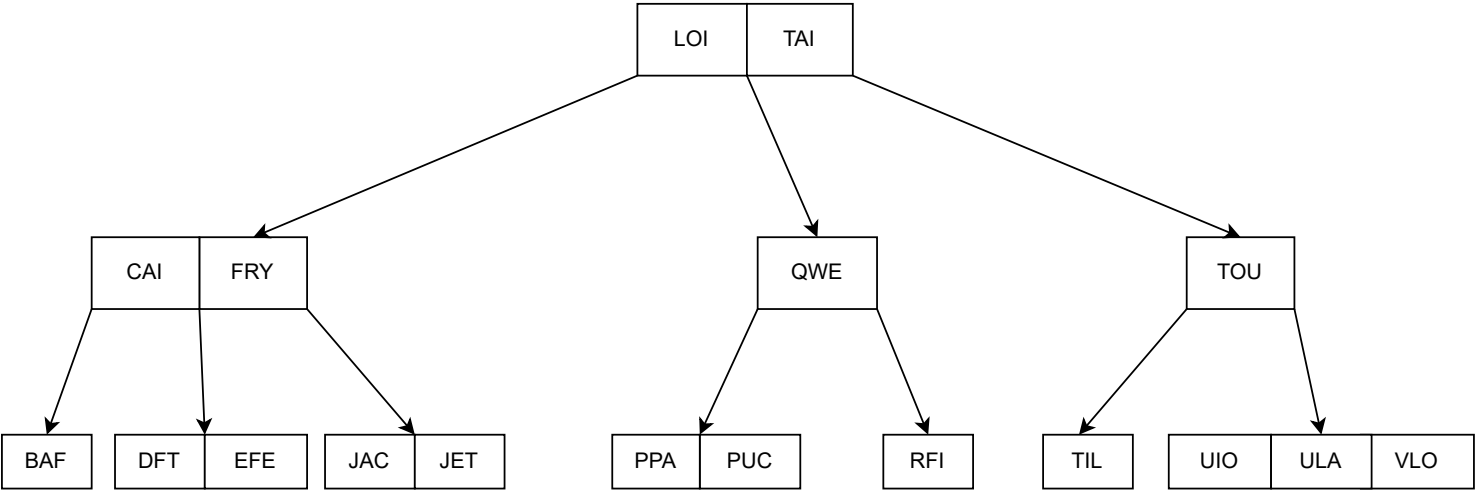 LOI TAI
CAI FRY QWE TOU
BAF DFT EFE JAC JET PPA PUC RFI TIL UIO ULA VLO